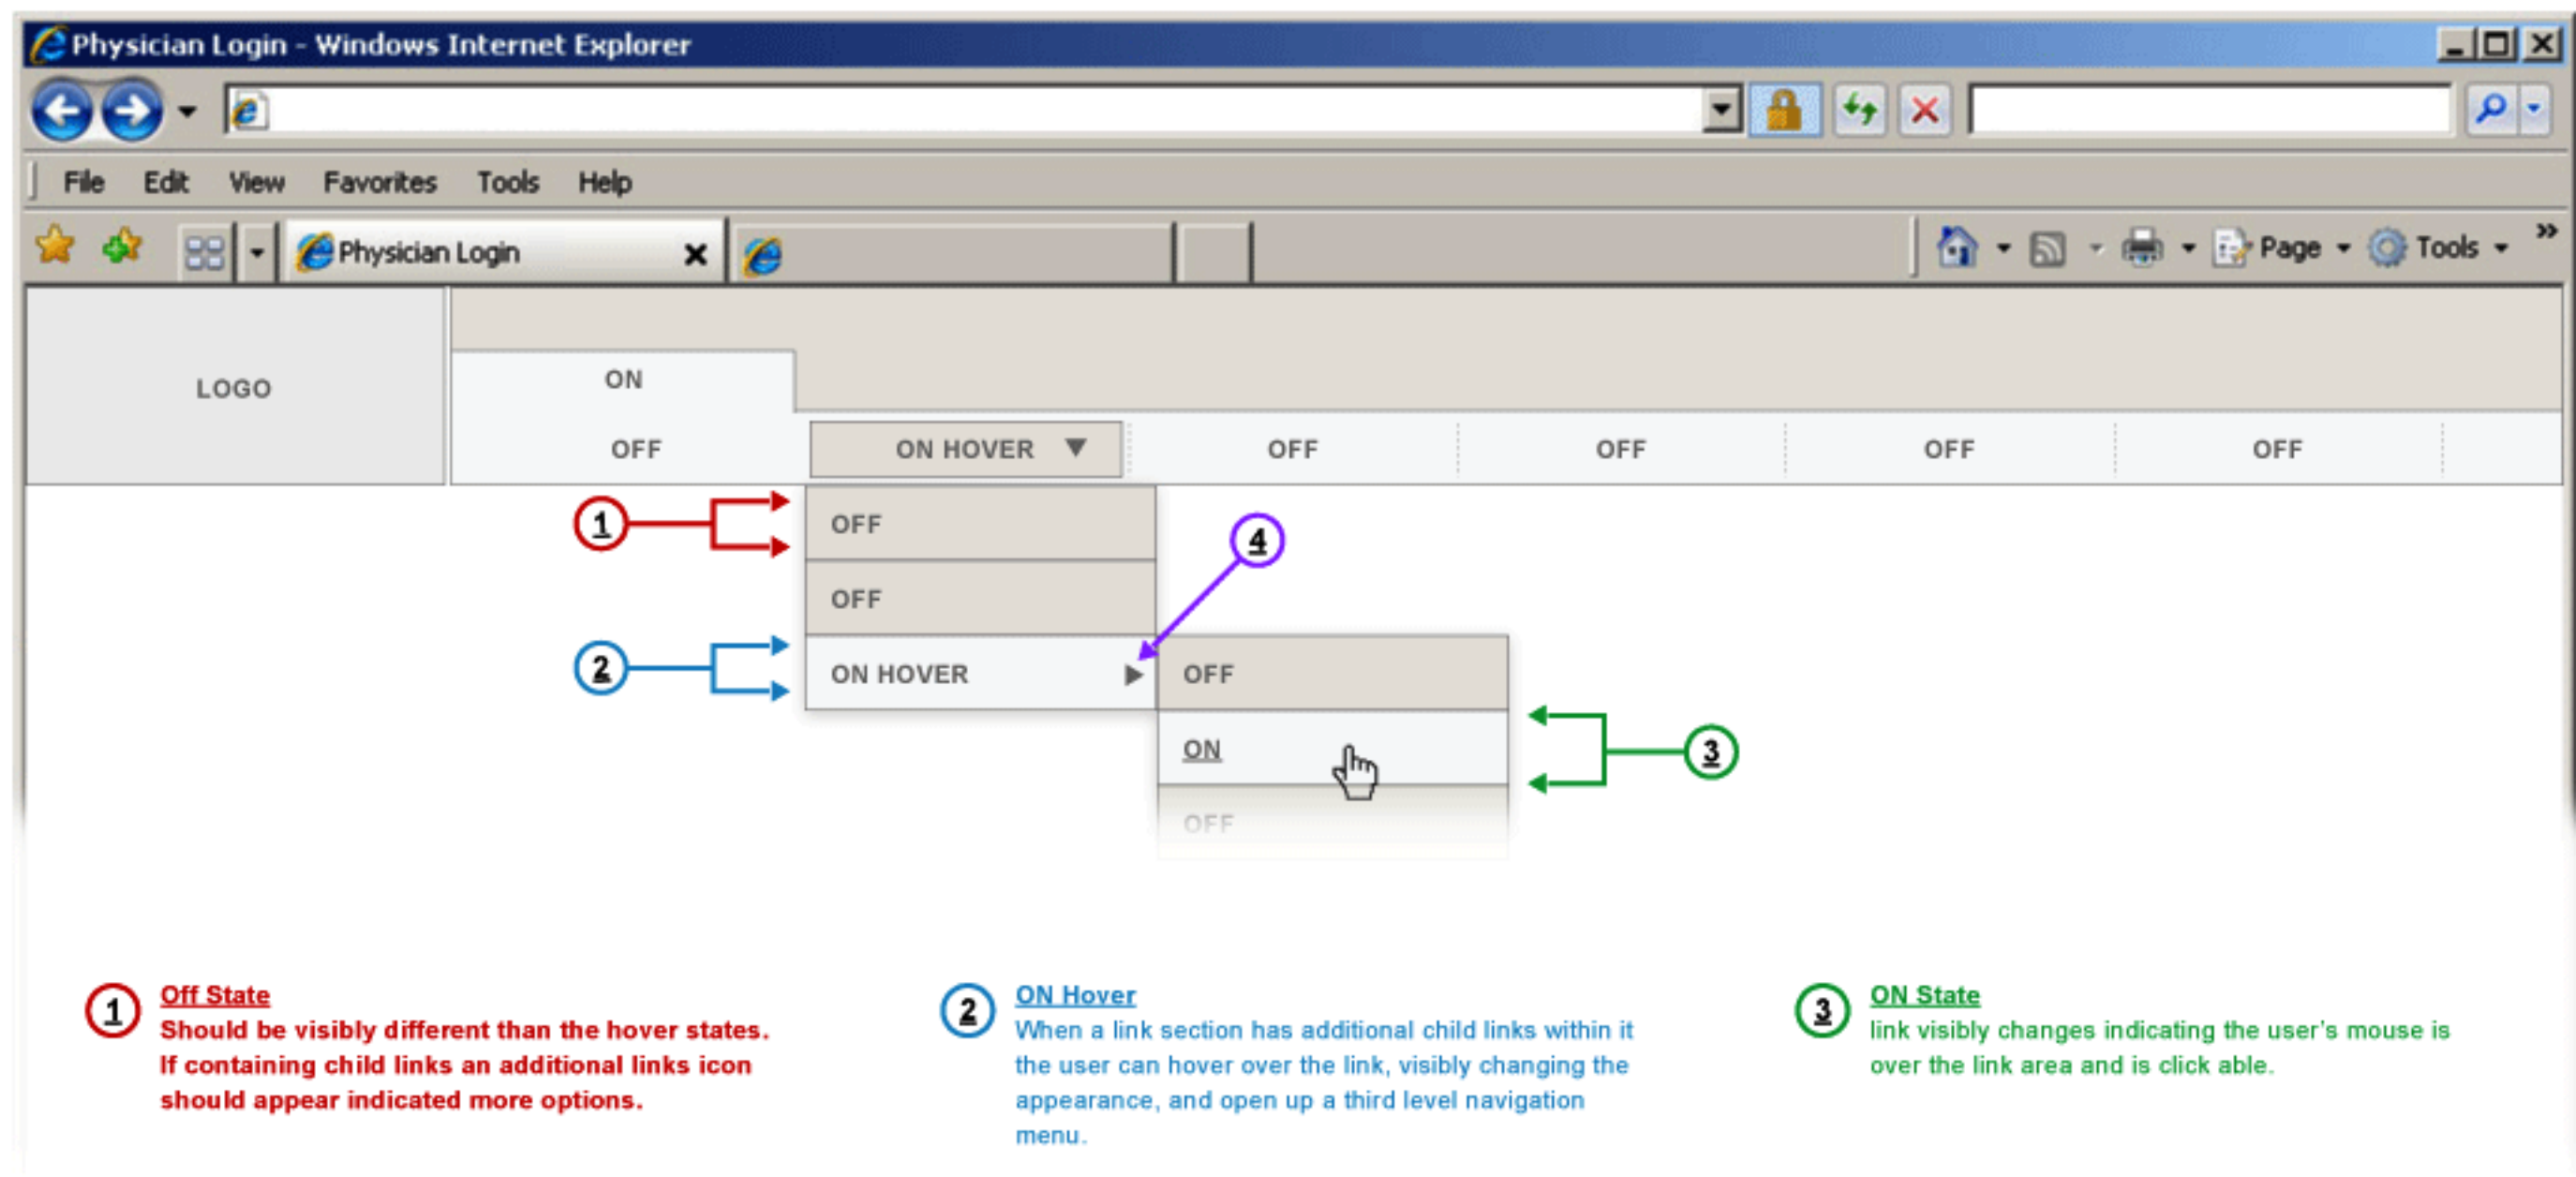 Physician Login - Windows Internet Explorer
File Edit View Favorites Tools Help
Physician Login
Page Tools
LOGO
ON
OFF ON HOVER OFF OFF OFF OFF
1
OFF
4
OFF
2
ON HOVER
OFF
ON
3
OFF
1
Off State
Should be visibly different than the hover states.
If containing child links an additional links icon
should appear indicated more options.
2
ON Hover
When a link section has additional child links within it
the user can hover over the link, visibly changing the
appearance, and open up a third level navigation
menu.
3
ON State
link visibly changes indicating the user's mouse is
over the link area and is click able.